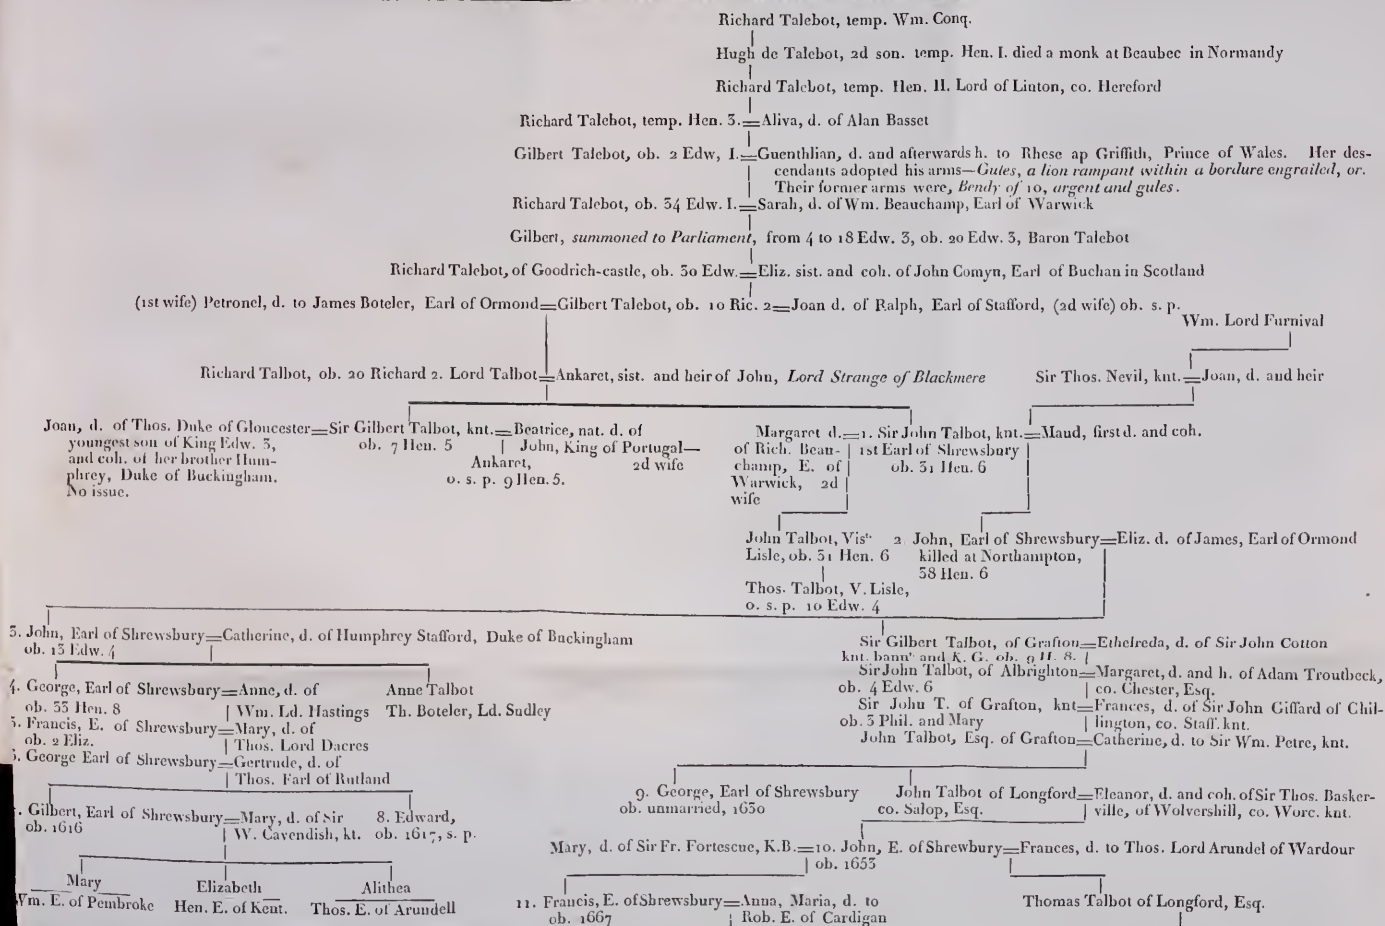 Richard Talebot, temp. Wm. Conq.
Hugh de Talebot, 2d son. temp. Hen. I. died a monk at Beaubec in Normandy
Richard Talebot, temp. Hen. II. Lord of Linton, co. Hereford
Richard Talebot, temp. Hen. 3.=Aliva, d. of Alan Basset
Gilbert Talebot, ob. 2 Edw, I.=Guenthlian, d. and afterwards h. to Rhese ap Griffith, Prince of Wales. Her des-
cendants adopted his arms—Gules, a lion rampant within a bordure engrailed, or.
Their former arms were, Bendy of 10, argent and gules.
Richard Talebot, ob. 34 Edw. I.=Sarah, d. of Wm. Beauchamp, Earl of Warwick
Gilbert, summoned to Parliament, from 4 to 18 Edw. 3, ob. 20 Edw. 3, Baron Talebot
Richard Talebot, of Goodrich-castle, ob. 30 Edw.=Eliz. sist. and coh. of John Comyn, Earl of Buchan in Scotland
(1st wife) Petronel, d. to James Boteler, Earl of Ormond=Gilbert Talebot, ob. 10 Ric. 2=Joan d. of Ralph, Earl of Stafford, (2d wife) ob. s. p.
Wm. Lord Furnival
Richard Talbot, ob. 20 Richard 2. Lord Talbot=Ankaret, sist. and heir of John, Lord Strange of Blackmere
Sir Thos. Nevil, knt.=Joan, d. and heir
Joan, d. of Thos. Duke of Gloucester=Sir Gilbert Talbot, knt.=Beatrice, nat. d. of
youngest son of King Edw. 3,
and coh. of her brother Hum-
phrey, Duke of Buckingham.
No issue.
ob. 7 Hen. 5
John, King of Portugal—
2d wife
Ankaret,
o. s. p. 9 Hen. 5.
Margaret d.=1. Sir John Talbot, knt.=Maud, first d. and coh.
of Rich. Beau-
champ, E. of
Warwick, 2d
wife
1st Earl of Shrewsbury
ob. 31 Hen. 6
John Talbot, Vist.
Lisle, ob. 31 Hen. 6
Thos. Talbot, V. Lisle,
o. s. p. 10 Edw. 4
2 John, Earl of Shrewsbury=Eliz. d. of James, Earl of Ormond
killed at Northampton,
38 Hen. 6
3. John, Earl of Shrewsbury=Catherine, d. of Humphrey Stafford, Duke of Buckingham
ob. 13 Edw. 4
4. George, Earl of Shrewsbury=Anne, d. of
ob. 33 Hen. 8
Wm. Ld. Hastings
Anne Talbot
Th. Boteler, Ld. Sudley
5. Francis, E. of Shrewsbury=Mary, d. of
ob. 2 Eliz.
Thos. Lord Dacres
George Earl of Shrewsbury=Gertrude, d. of
Thos. Earl of Rutland
Gilbert, Earl of Shrewsbury=Mary, d. of Sir
ob. 1616
W. Cavendish, kt.
8. Edward,
ob. 1617, s. p.
Mary
Wm. E. of Pembroke
Elizabeth
Hen. E. of Kent.
Alithea
Thos. E. of Arundell
Sir Gilbert Talbot, of Grafton=Ethelreda, d. of Sir John Cotton
knt. bannt. and K. G. ob. 9 H. 8.
Sir John Talbot, of Albrighton=Margaret, d. and h. of Adam Troutbeck,
ob. 4 Edw. 6
co. Chester, Esq.
Sir John T. of Grafton, knt=Frances, d. of Sir John Giffard of Chil-
ob. 3 Phil. and Mary
lington, co. Staff. knt.
John Talbot, Esq. of Grafton=Catherine, d. to Sir Wm. Petre, knt.
9. George, Earl of Shrewsbury
ob. unmarried, 1630
John Talbot of Longford=Eleanor, d. and coh. of Sir Thos. Basker-
co. Salop, Esq.
ville, of Wolvershill, co. Worc. knt.
Mary, d. of Sir Fr. Fortescue, K.B.=10. John, E. of Shrewbury=Frances, d. to Thos. Lord Arundel of Wardour
ob. 1653
11. Francis, E. of Shrewsbury=Anna, Maria, d. to
ob. 1667
Rob. E. of Cardigan
Thomas Talbot of Longford, Esq.